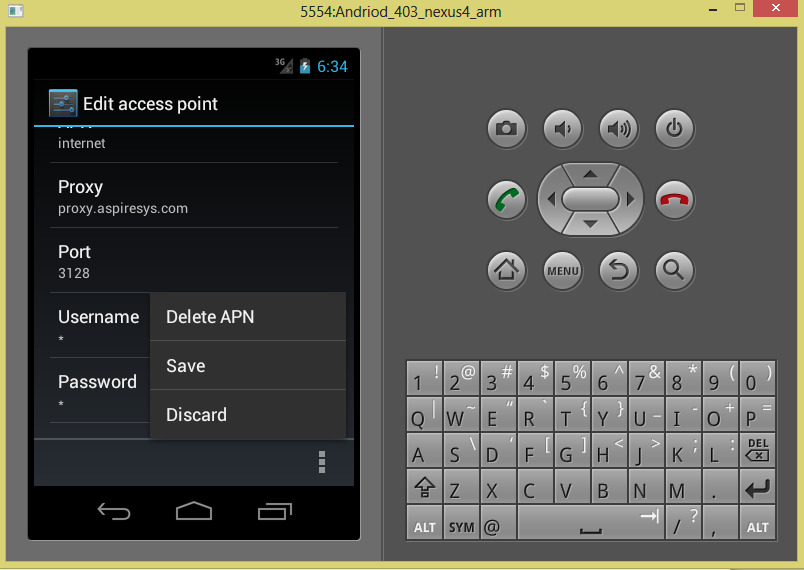 5554:Andriod_403_nexus4_arm
3G 6:34
Edit access point
internet
Proxy
proxy.aspiresys.com
Port
3128
Username
*
Password
*
Delete APN
Save
Discard
MENU
1 ! 2 @ 3 # 4 $ 5 % 6 ^ 7 & 8 * 9 ( 0 )
Q | W ~ E “ R ` T { Y } U _ I - O + P =
A S \ D ‘ F [ G ] H < J > K ; L : DEL
Z X C V B N M .
ALT SYM @ / ? , ALT